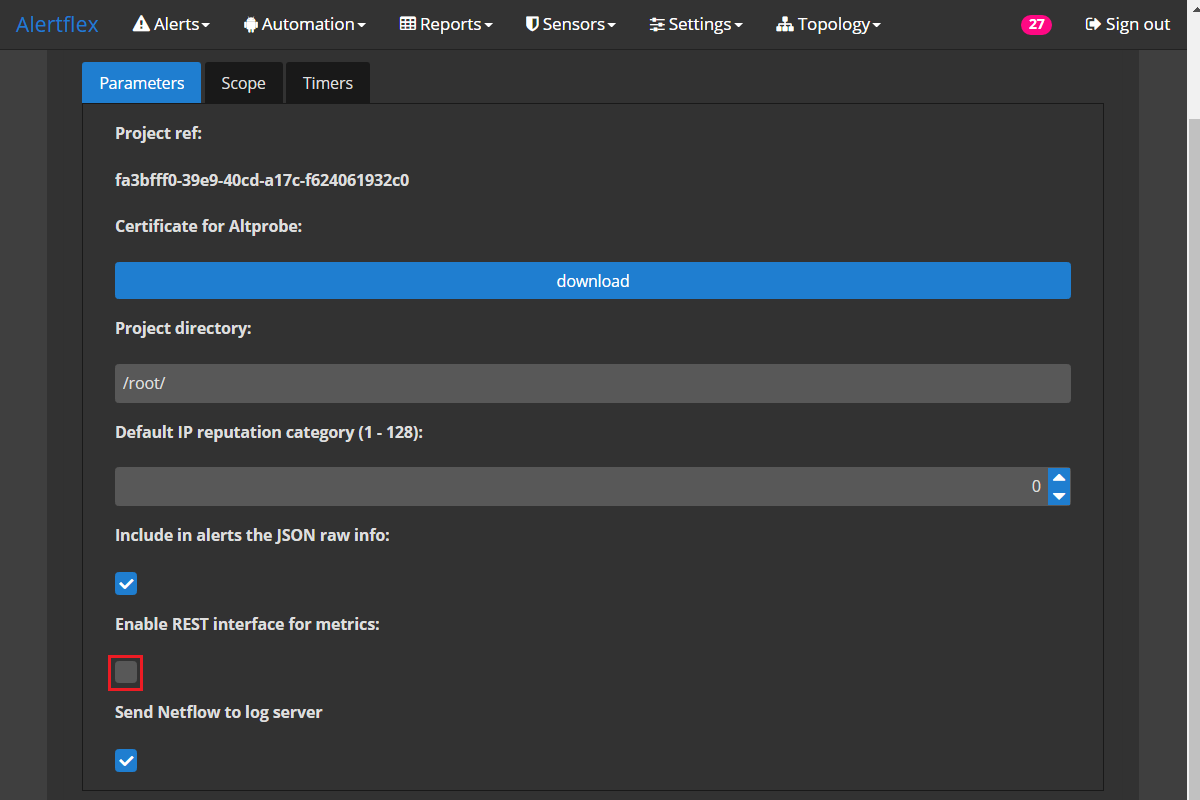 Alertflex Alerts Automation Reports Sensors Settings Topology 27 Sign out
Parameters Scope Timers
Project ref:
fa3bfff0-39e9-40cd-a17c-f624061932c0
Certificate for Altprobe:
download
Project directory:
/root/
Default IP reputation category (1 - 128):
0
Include in alerts the JSON raw info:
Enable REST interface for metrics:
Send Netflow to log server